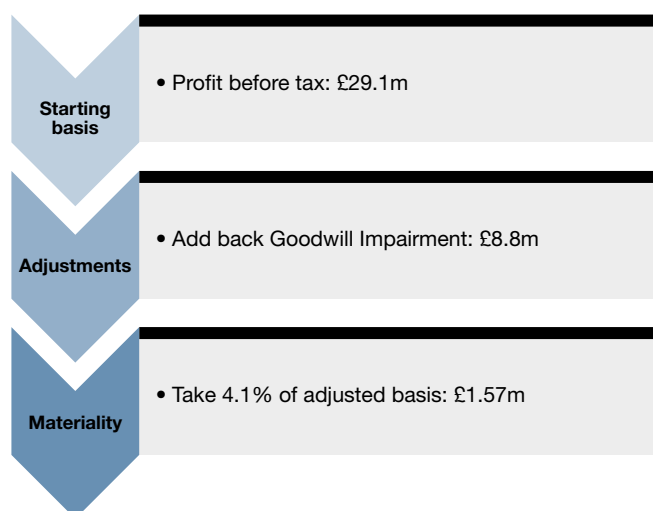 Starting
basis
• Profit before tax: £29.1m
Adjustments
• Add back Goodwill Impairment: £8.8m
Materiality
• Take 4.1% of adjusted basis: £1.57m